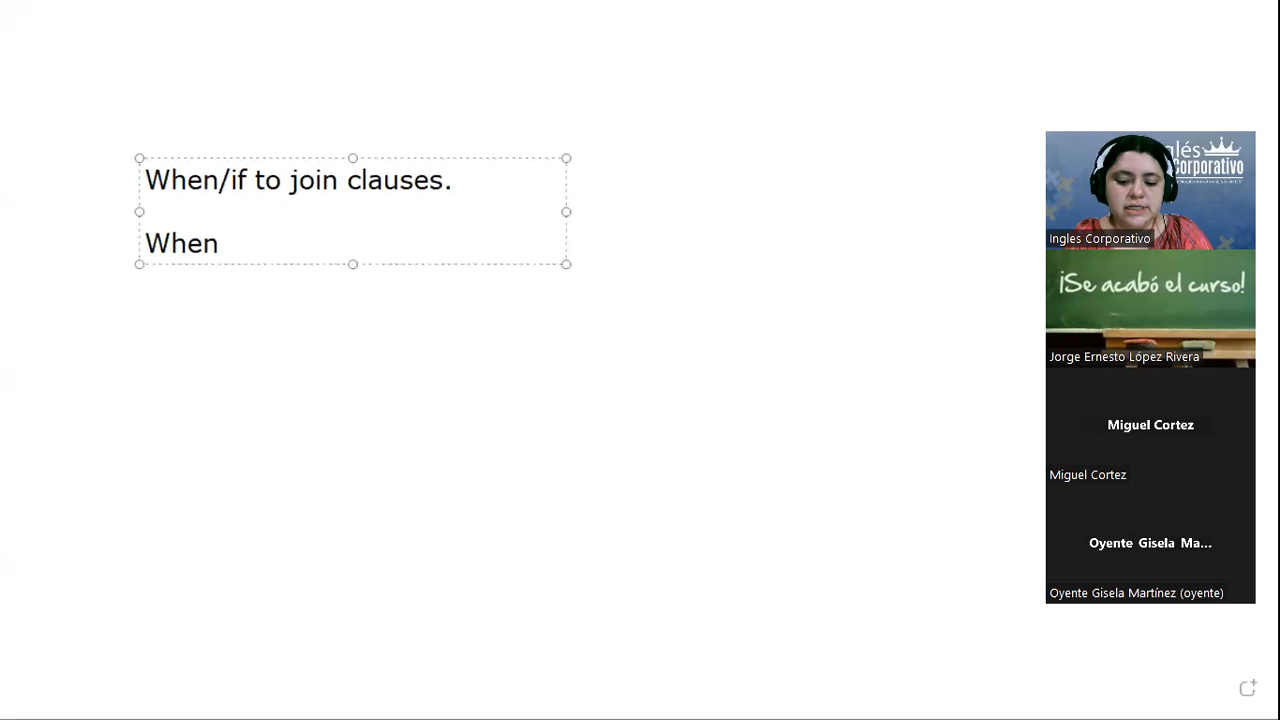 When/if to join clauses.
When
glés
Corporativo
Ingles Corporativo
¡Se acabó el curso!
Jorge Ernesto López Rivera
Miguel Cortez
Miguel Cortez
Oyente Gisela Ma...
Oyente Gisela Martínez (oyente)